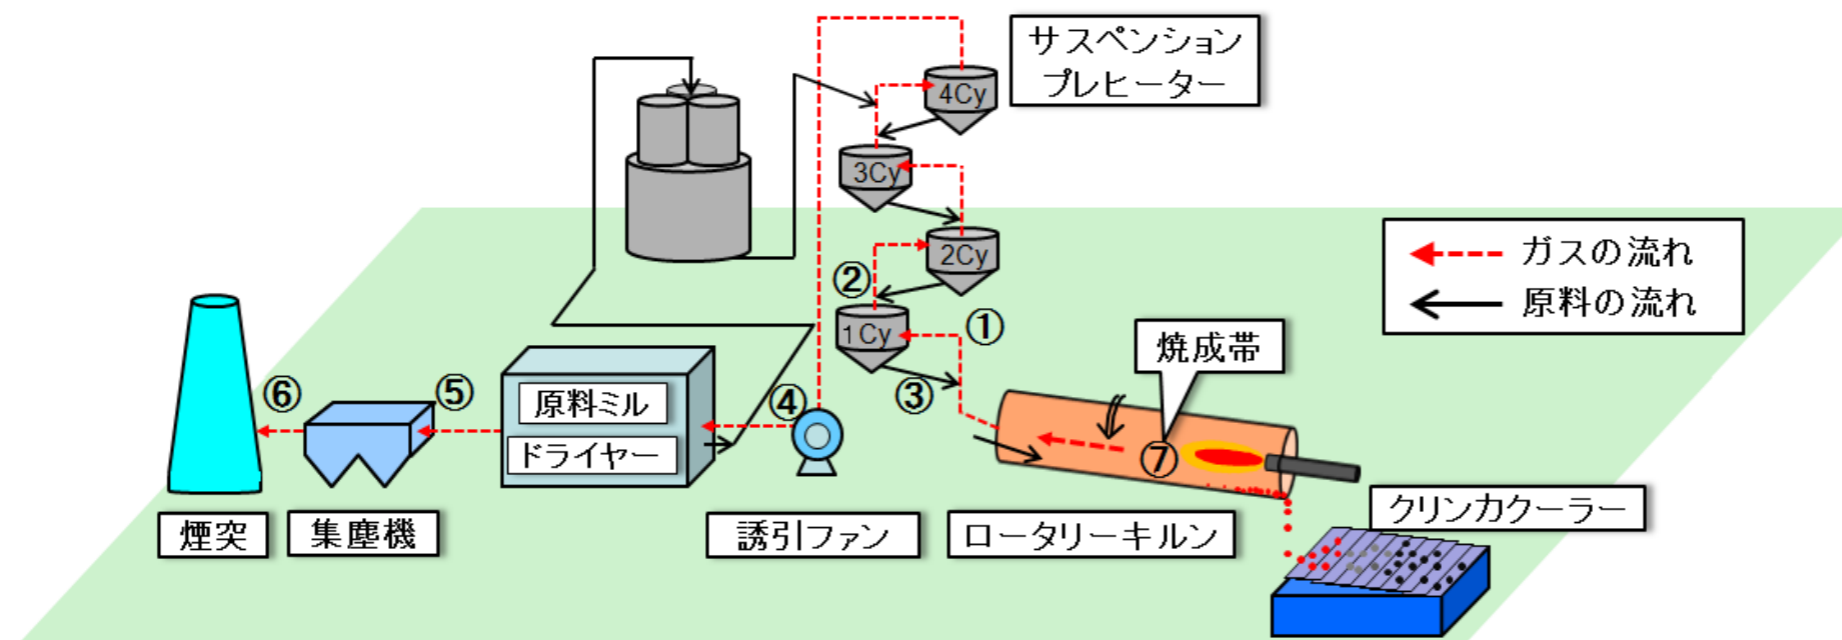 サスペンション
プレヒーター
4Cy
3Cy
2Cy
②
1Cy
①
③
ガスの流れ
原料の流れ
焼成帯
⑦
⑥
⑤
④
原料ミル
ドライヤー
煙突
集塵機
誘引ファン
ロータリーキルン
クリンカクーラー